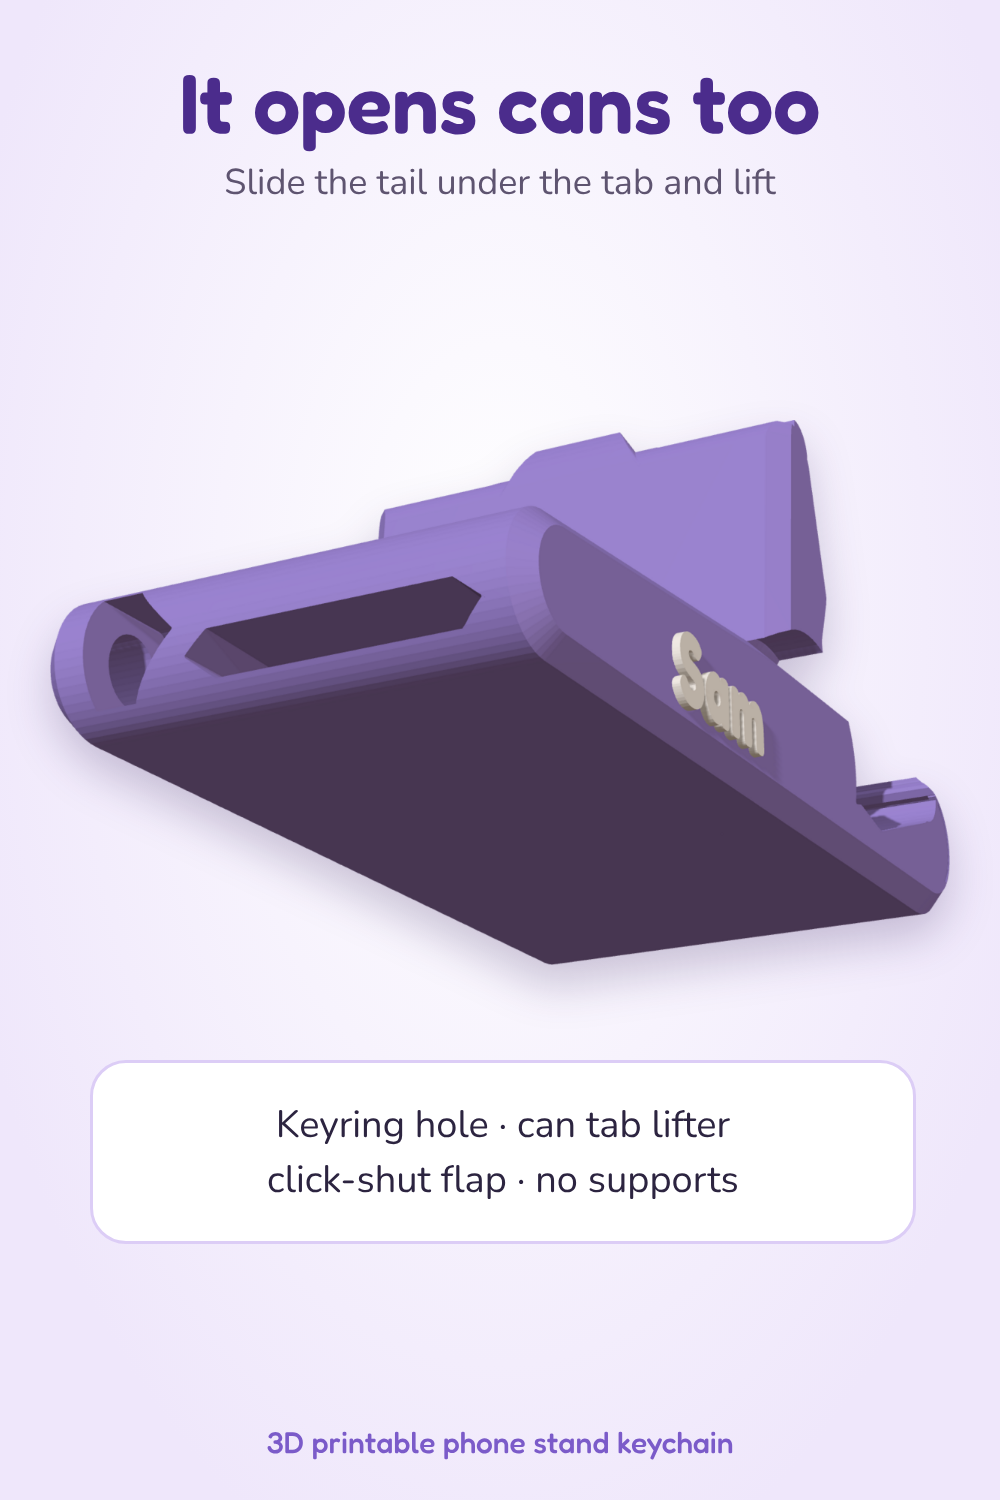 It opens cans too
Slide the tail under the tab and lift
Sam
Keyring hole · can tab lifter
click-shut flap · no supports
3D printable phone stand keychain